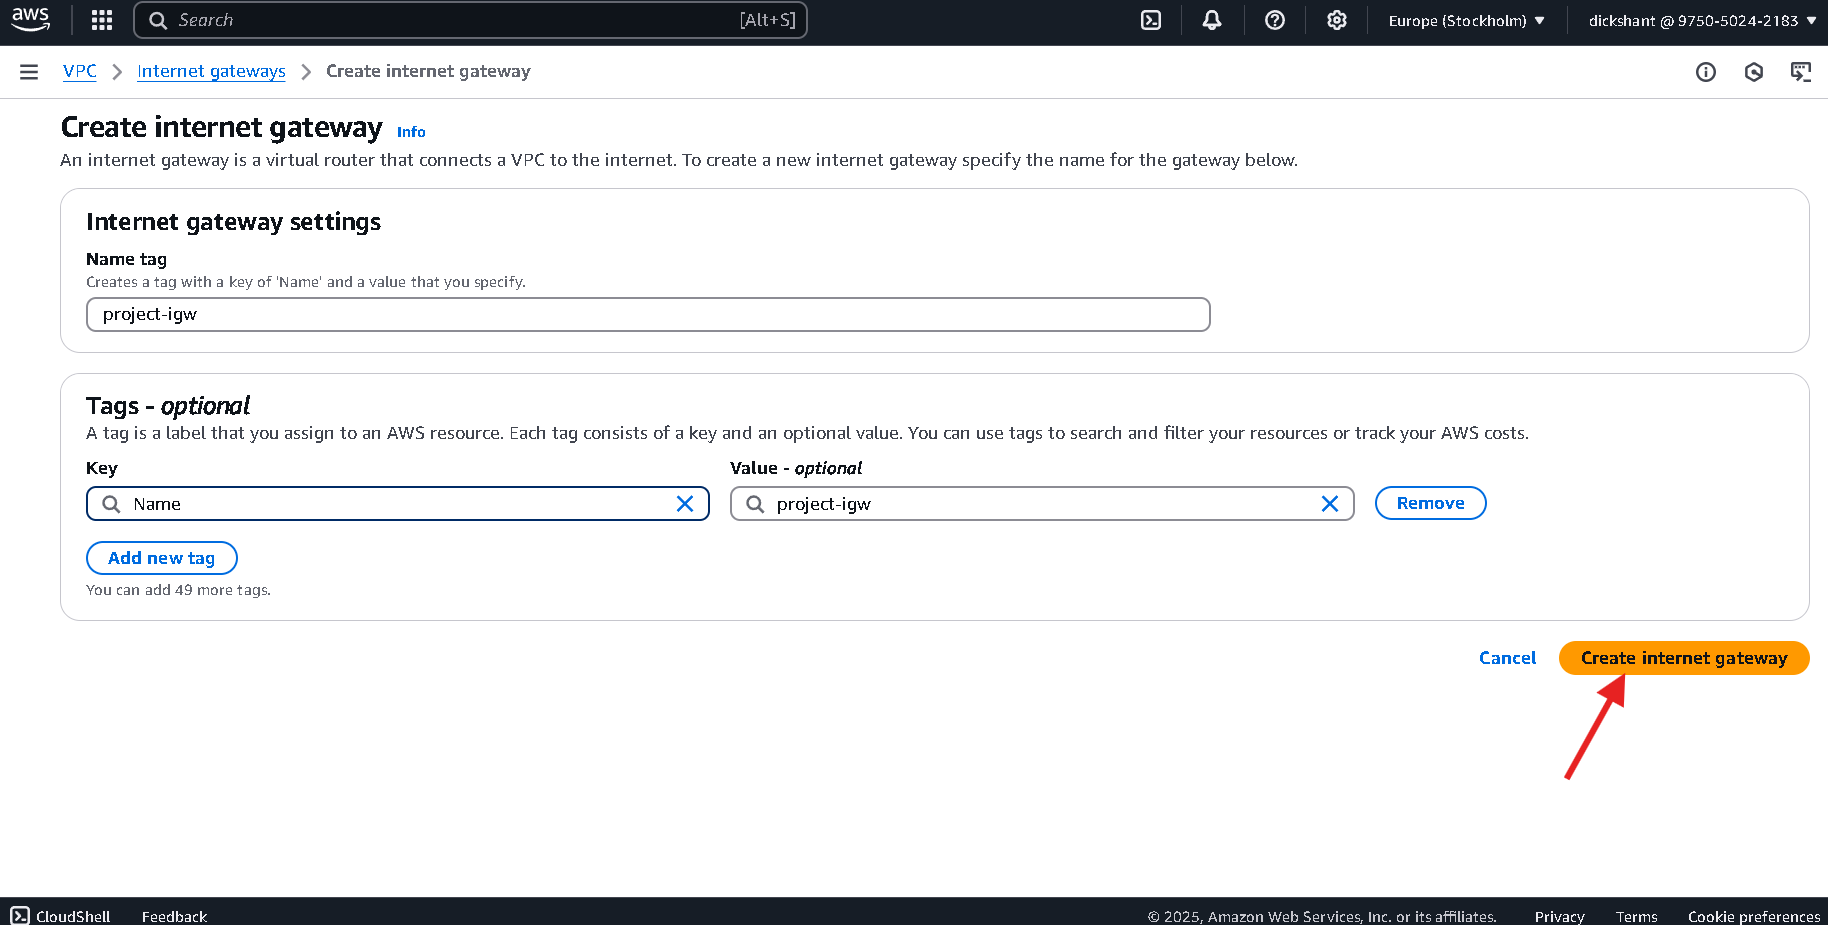 aws Search [Alt+S] Europe (Stockholm) dickshant @ 9750-5024-2183
VPC Internet gateways Create internet gateway
Create internet gateway Info
An internet gateway is a virtual router that connects a VPC to the internet. To create a new internet gateway specify the name for the gateway below.
Internet gateway settings
Name tag
Creates a tag with a key of 'Name' and a value that you specify.
project-igw
Tags - optional
A tag is a label that you assign to an AWS resource. Each tag consists of a key and an optional value. You can use tags to search and filter your resources or track your AWS costs.
Key Value - optional
Name project-igw Remove
Add new tag
You can add 49 more tags.
Cancel Create internet gateway
CloudShell Feedback © 2025, Amazon Web Services, Inc. or its affiliates. Privacy Terms Cookie preferences